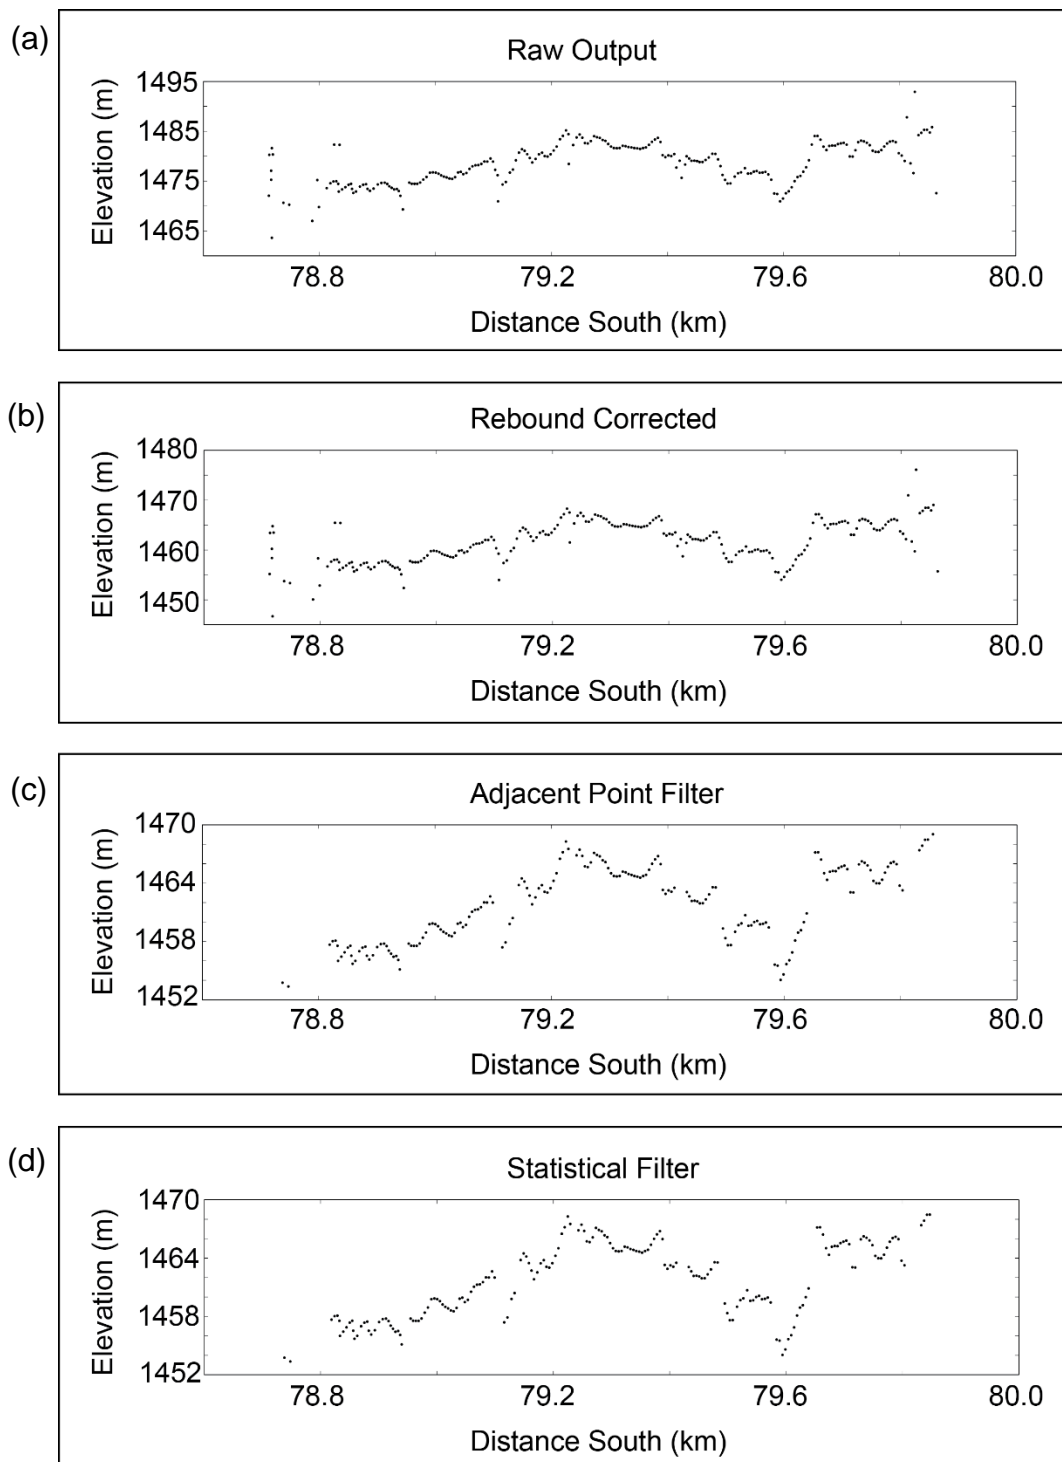 (a)
Raw Output
Elevation (m)
1495
1485
1475
1465
78.8 79.2 79.6 80.0
Distance South (km)
(b)
Rebound Corrected
Elevation (m)
1480
1470
1460
1450
78.8 79.2 79.6 80.0
Distance South (km)
(c)
Adjacent Point Filter
Elevation (m)
1470
1464
1458
1452
78.8 79.2 79.6 80.0
Distance South (km)
(d)
Statistical Filter
Elevation (m)
1470
1464
1458
1452
78.8 79.2 79.6 80.0
Distance South (km)